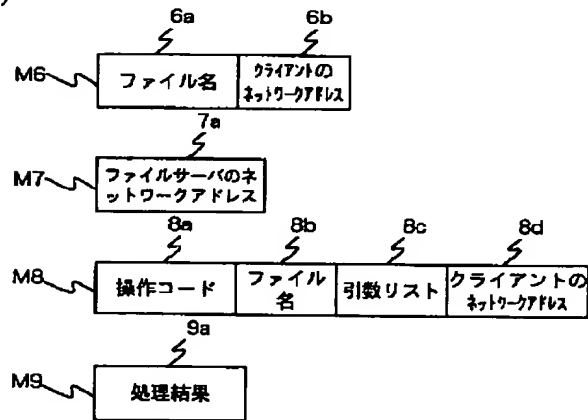 6a 6b
M6 ファイル名 クライアントの
ネットワークアドレス
7a
M7 ファイルサーバのネ
ットワークアドレス
8a 8b 8c 8d
M8 操作コード ファイル
名 引数リスト クライアントの
ネットワークアドレス
9a
M9 処理結果